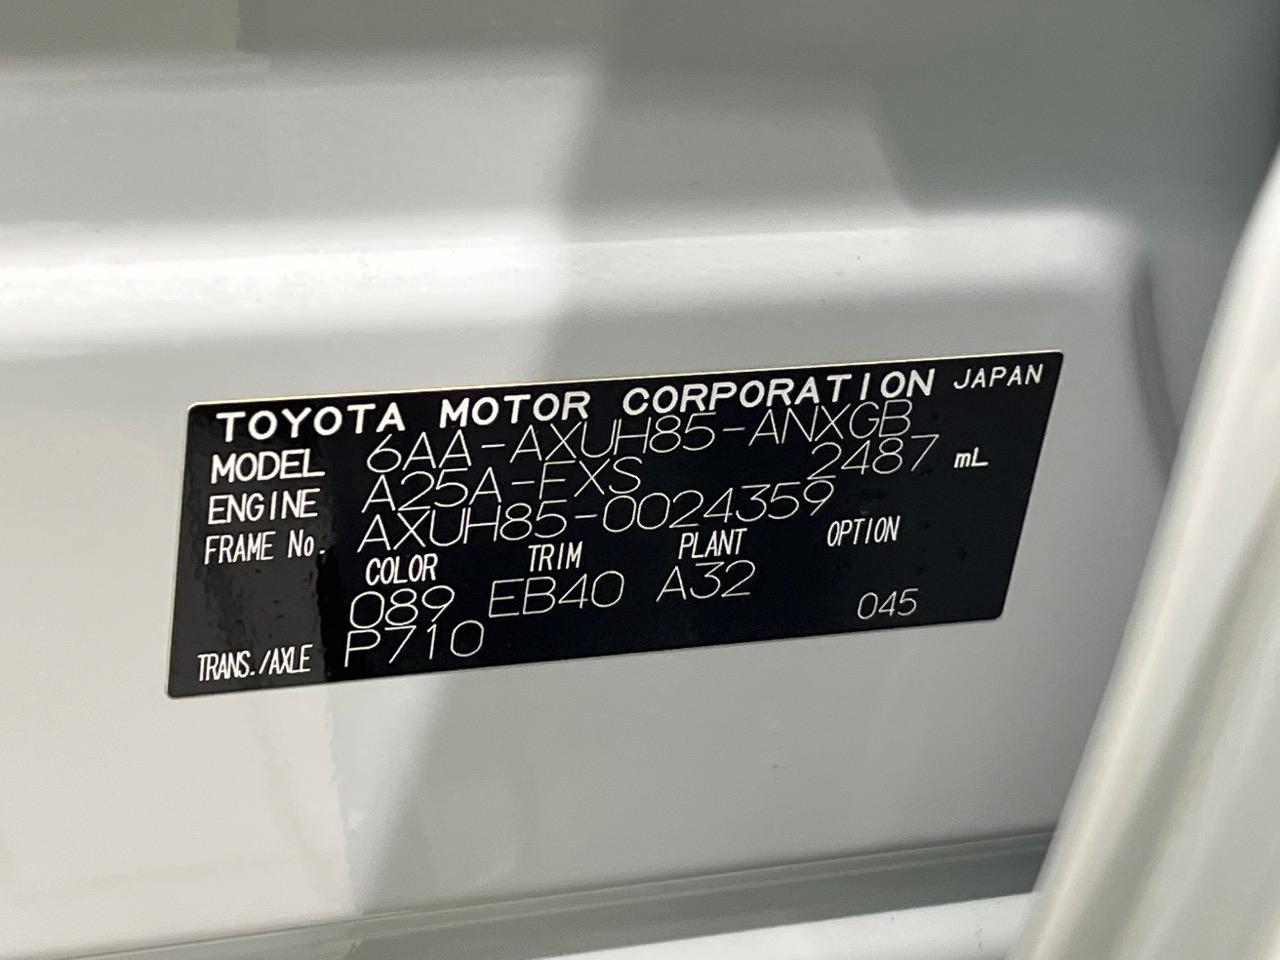 TOYOTA MOTOR CORPORATION JAPAN
MODEL 6AA-AXUH85-ANXGB
ENGINE A25A-FXS 2487 mL
FRAME No. AXUH85-0024359
COLOR TRIM PLANT OPTION
089 EB40 A32
TRANS./AXLE P710 045